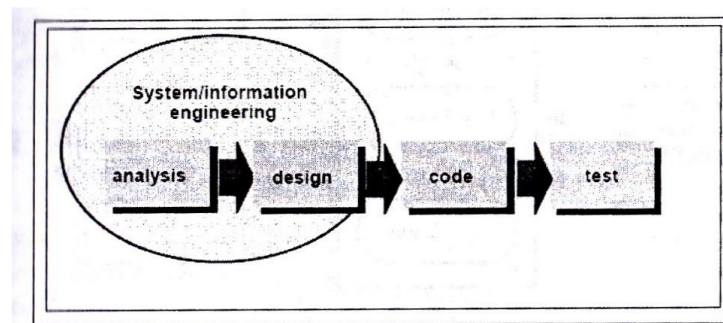 System/information
engineering
analysis
design
code
test